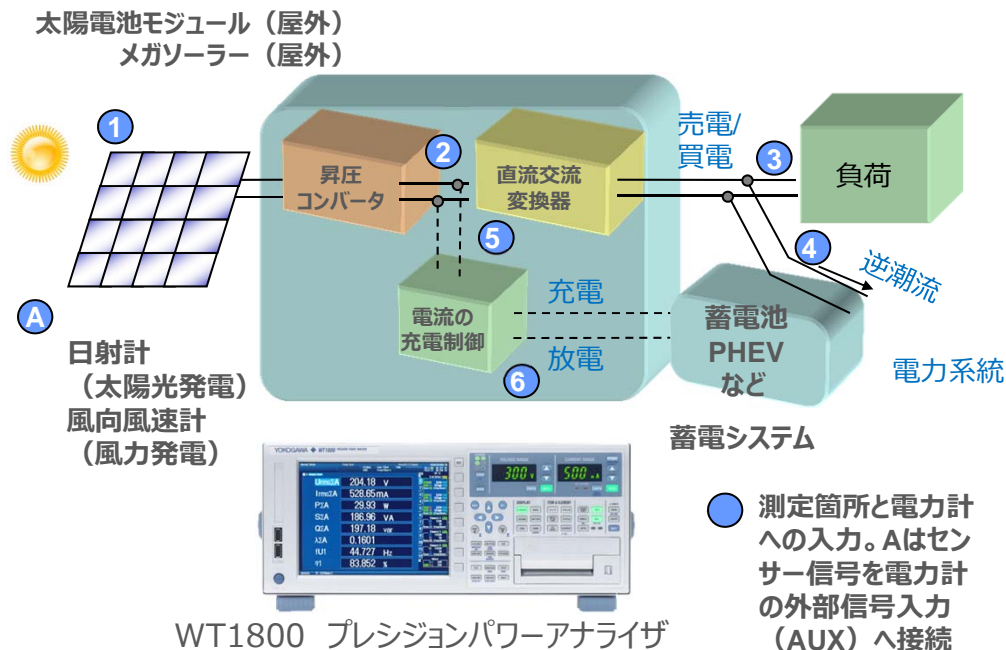 太陽電池モジュール（屋外）
メガソーラー（屋外）
1
昇圧
コンバータ
2
直流交流
変換器
売電/
買電
3
負荷
5
4
逆潮流
A
電流の
充電制御
充電
放電
6
蓄電池
PHEV
など
電力系統
日射計
（太陽光発電）
風向風速計
（風力発電）
蓄電システム
YOKOGAWA WT1800
UrmsΣA 204.18 V
IrmsΣA 528.65 mA
PΣA 29.93 W
SΣA 186.96 VA
QΣA 197.18 var
λΣA 0.1601
fU1 44.727 Hz
η1 83.852 %
300 V
500 mA
測定箇所と電力計
への入力。Aはセン
サー信号を電力計
の外部信号入力
（AUX）へ接続
WT1800 プレシジョンパワーアナライザ